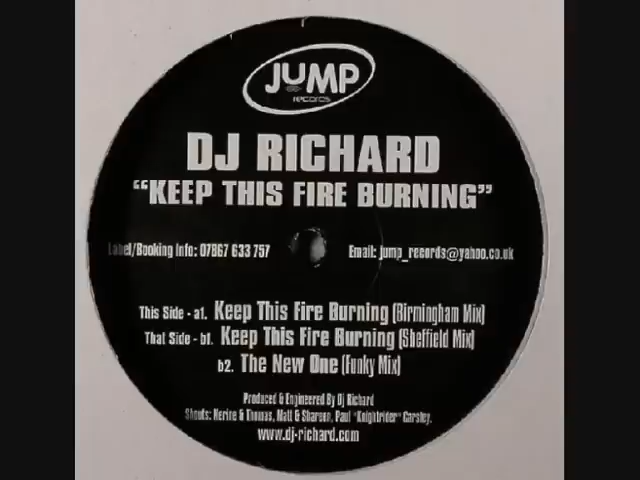 JUMP
records
DJ RICHARD
"KEEP THIS FIRE BURNING"
Label/Booking Info: 07967 633 757 Email: jump_records@yahoo.co.uk
This Side - a1. Keep This Fire Burning (Birmingham Mix)
That Side - b1. Keep This Fire Burning (Sheffield Mix)
b2. The New One (Funky Mix)
Produced & Engineered By Dj Richard
Shouts: Nerine & Thomas, Matt & Shareen, Paul "Knightrider" Garsley.
www.dj-richard.com